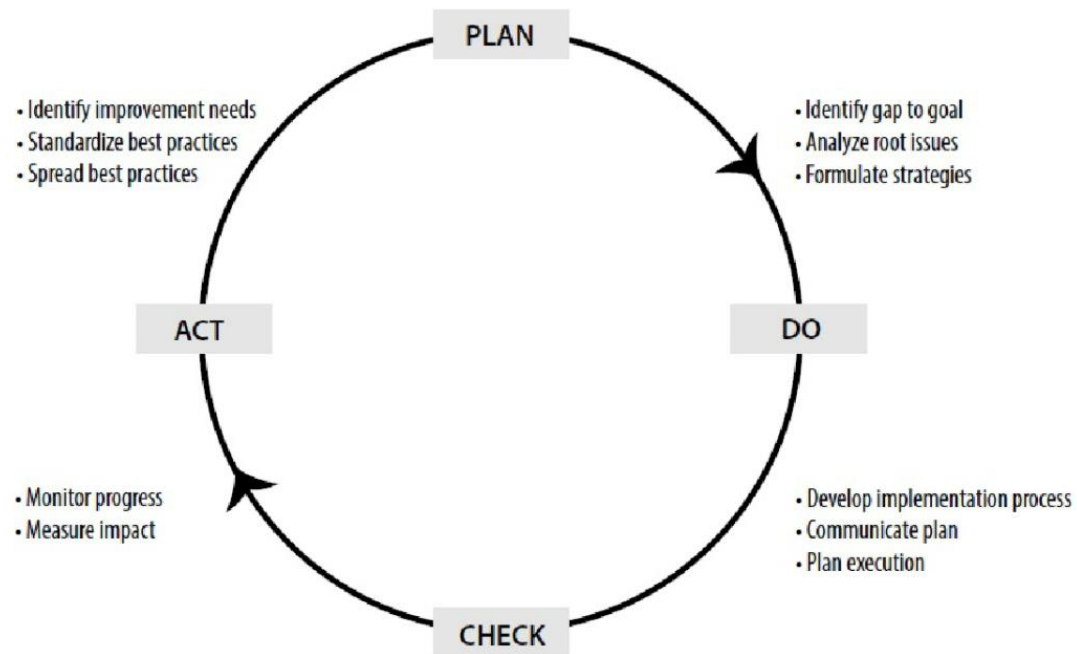 PLAN
• Identify improvement needs
• Standardize best practices
• Spread best practices
• Identify gap to goal
• Analyze root issues
• Formulate strategies
ACT
DO
• Monitor progress
• Measure impact
• Develop implementation process
• Communicate plan
• Plan execution
CHECK